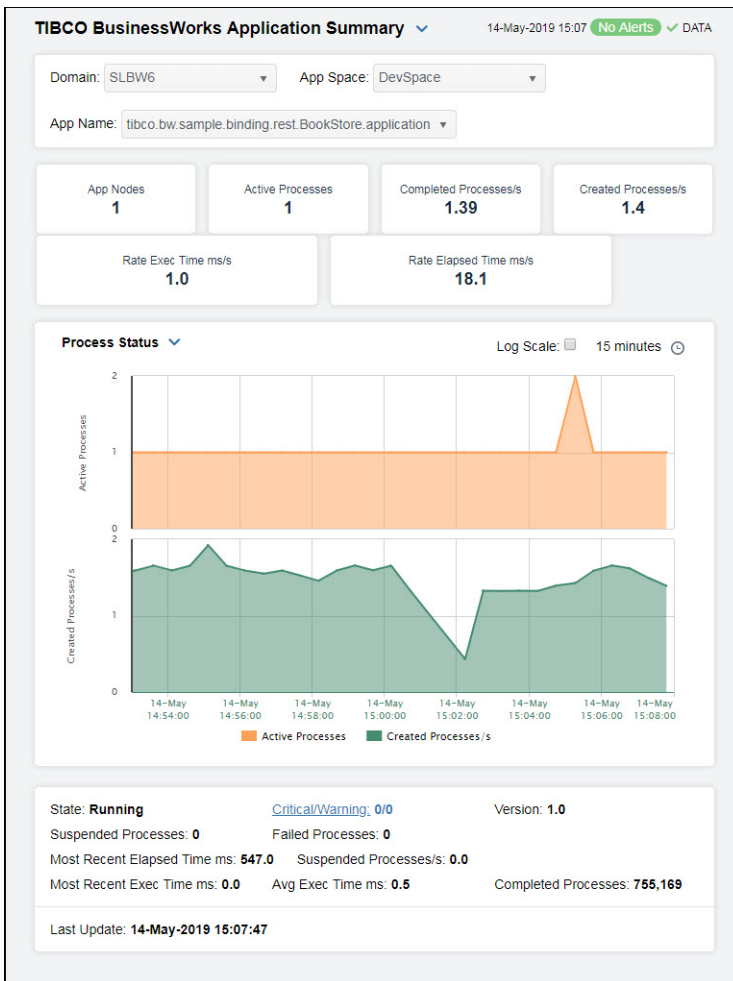 TIBCO BusinessWorks Application Summary 14-May-2019 15:07 No Alerts DATA
Domain: SLBW6 App Space: DevSpace
App Name: tibco.bw.sample.binding.rest.BookStore.application
App Nodes Active Processes Completed Processes/s Created Processes/s
1 1 1.39 1.4
Rate Exec Time ms/s Rate Elapsed Time ms/s
1.0 18.1
Process Status Log Scale: 15 minutes
2
Active Processes
1
0
2
Created Processes/s
1
0
14-May 14-May 14-May 14-May 14-May 14-May 14-May 14-May
14:54:00 14:56:00 14:58:00 15:00:00 15:02:00 15:04:00 15:06:00 15:08:00
Active Processes Created Processes/s
State: Running Critical/Warning: 0/0 Version: 1.0
Suspended Processes: 0 Failed Processes: 0
Most Recent Elapsed Time ms: 547.0 Suspended Processes/s: 0.0
Most Recent Exec Time ms: 0.0 Avg Exec Time ms: 0.5 Completed Processes: 755,169
Last Update: 14-May-2019 15:07:47